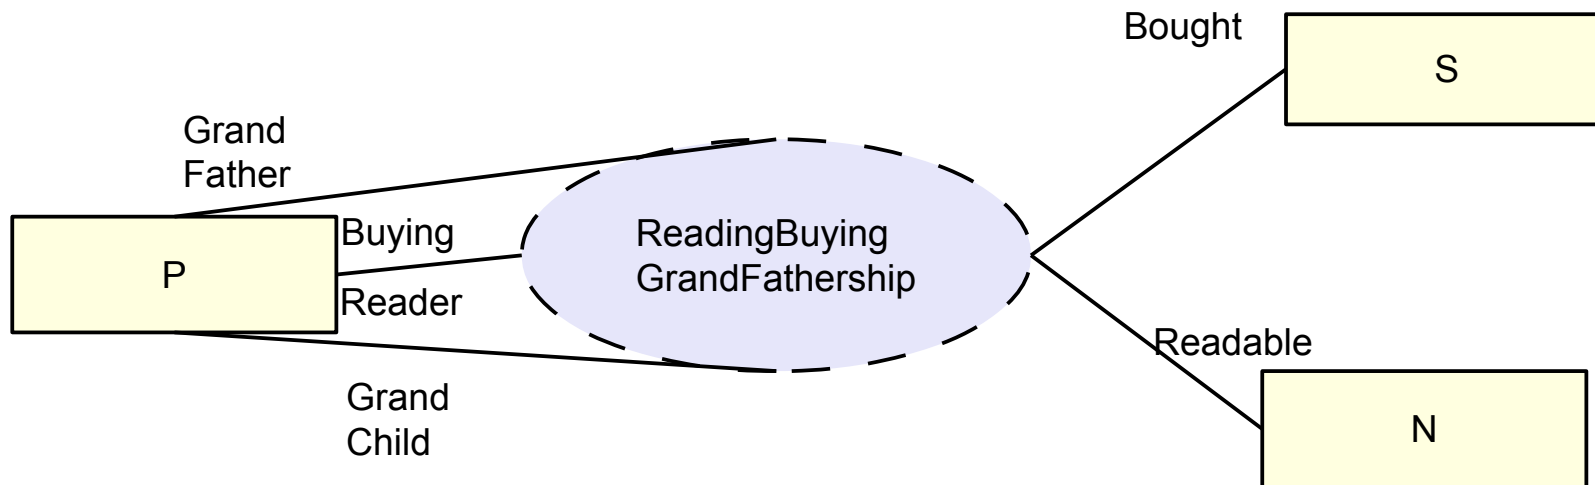 Bought
S
Grand
Father
Buying
P
Reader
ReadingBuying
GrandFathership
Readable
N
Grand
Child